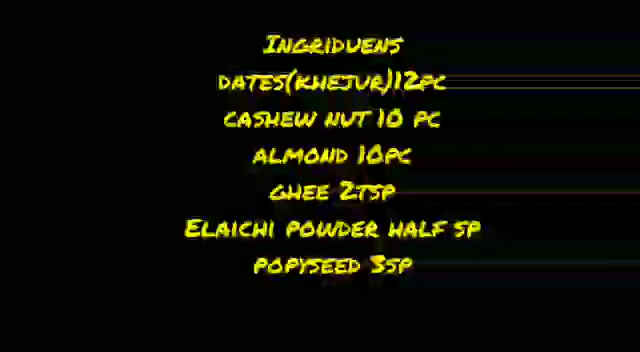 Ingriduens
dates(khejur)12pc
cashew nut 10 pc
almond 10pc
ghee 2tsp
Elaichi powder half sp
popyseed 3sp